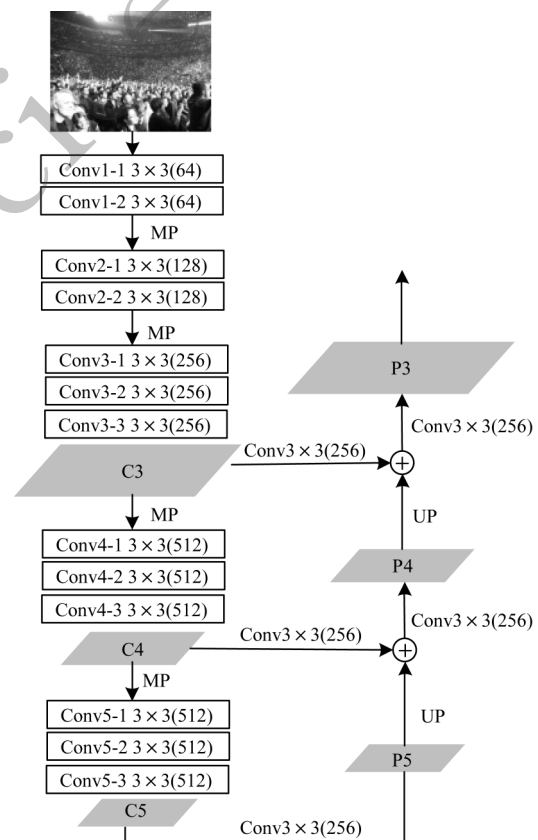 Conv1-1 3×3(64)
Conv1-2 3×3(64)
MP
Conv2-1 3×3(128)
Conv2-2 3×3(128)
MP
Conv3-1 3×3(256)
Conv3-2 3×3(256)
Conv3-3 3×3(256)
C3
MP
Conv4-1 3×3(512)
Conv4-2 3×3(512)
Conv4-3 3×3(512)
C4
MP
Conv5-1 3×3(512)
Conv5-2 3×3(512)
Conv5-3 3×3(512)
C5
Conv3×3(256)
P5
UP
Conv3×3(256)
+
Conv3×3(256)
P4
UP
Conv3×3(256)
+
Conv3×3(256)
P3